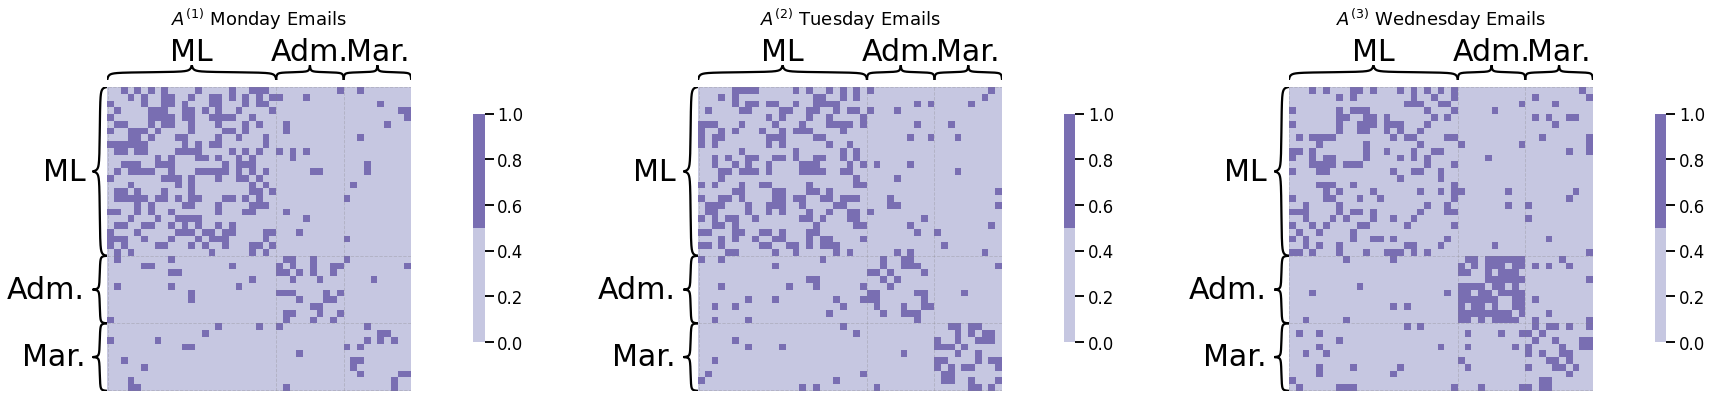 A⁽¹⁾ Monday Emails
ML Adm. Mar.
ML
Adm.
Mar.
1.0
0.8
0.6
0.4
0.2
0.0
A⁽²⁾ Tuesday Emails
ML Adm. Mar.
ML
Adm.
Mar.
1.0
0.8
0.6
0.4
0.2
0.0
A⁽³⁾ Wednesday Emails
ML Adm. Mar.
ML
Adm.
Mar.
1.0
0.8
0.6
0.4
0.2
0.0